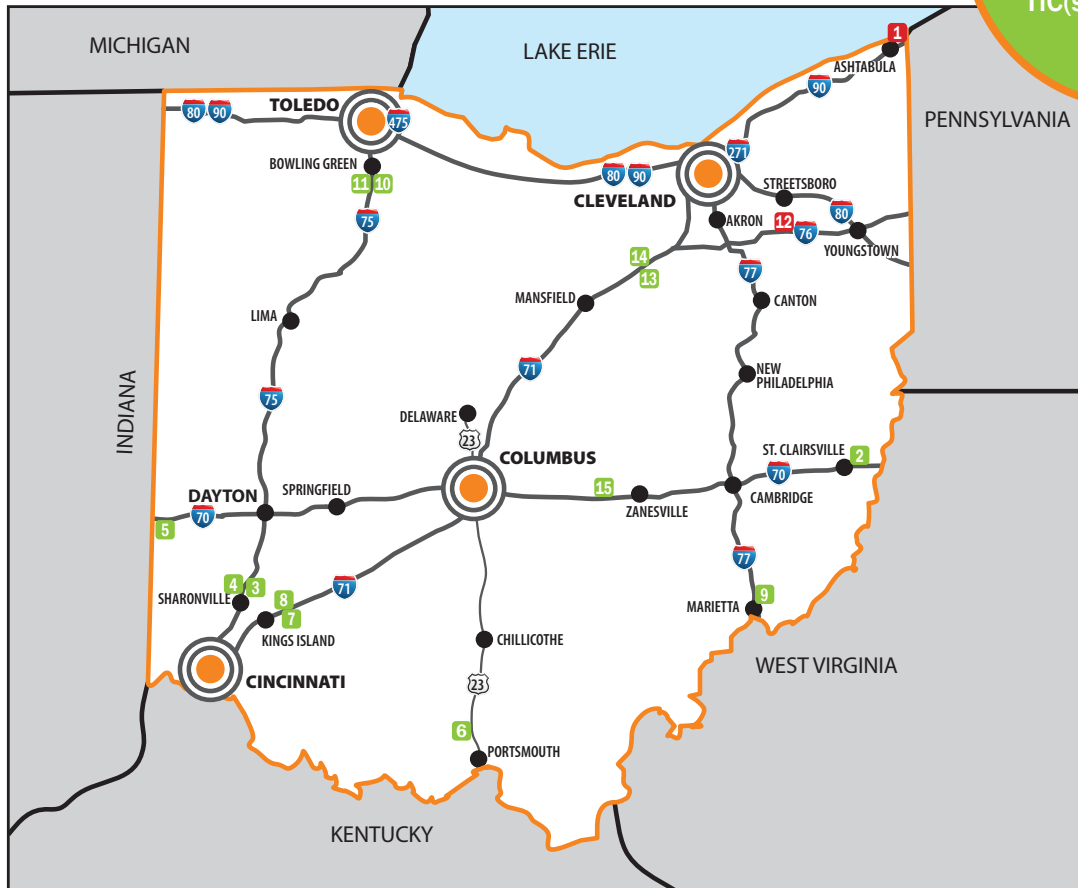 TIC(s
MICHIGAN
LAKE ERIE
1
ASHTABULA
90
PENNSYLVANIA
TOLEDO
80 90
475
BOWLING GREEN
11 10
75
271
80 90
CLEVELAND
STREETSBORO
80
AKRON
12
76
YOUNGSTOWN
14
13
77
MANSFIELD
CANTON
LIMA
71
NEW
PHILADELPHIA
INDIANA
75
DELAWARE
23
COLUMBUS
ST. CLAIRSVILLE
2
70
DAYTON
SPRINGFIELD
15
ZANESVILLE
CAMBRIDGE
5
70
77
4 3
SHARONVILLE
8
7
71
KINGS ISLAND
9
MARIETTA
CHILLICOTHE
WEST VIRGINIA
CINCINNATI
23
6
PORTSMOUTH
KENTUCKY